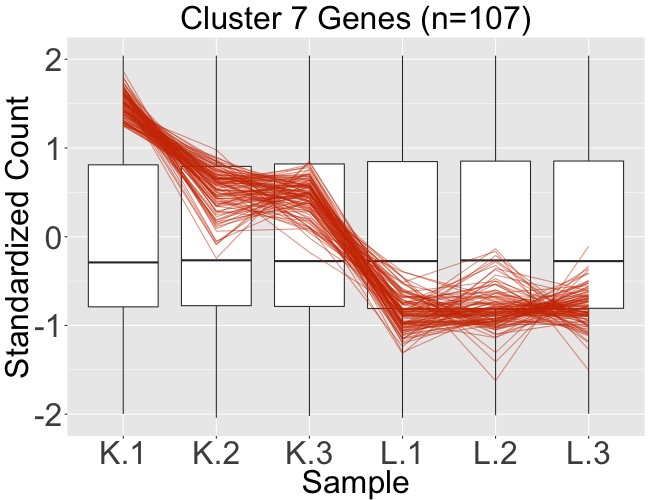 Cluster 7 Genes (n=107)
Standardized Count
2
1
0
-1
-2
K.1 K.2 K.3 L.1 L.2 L.3
Sample